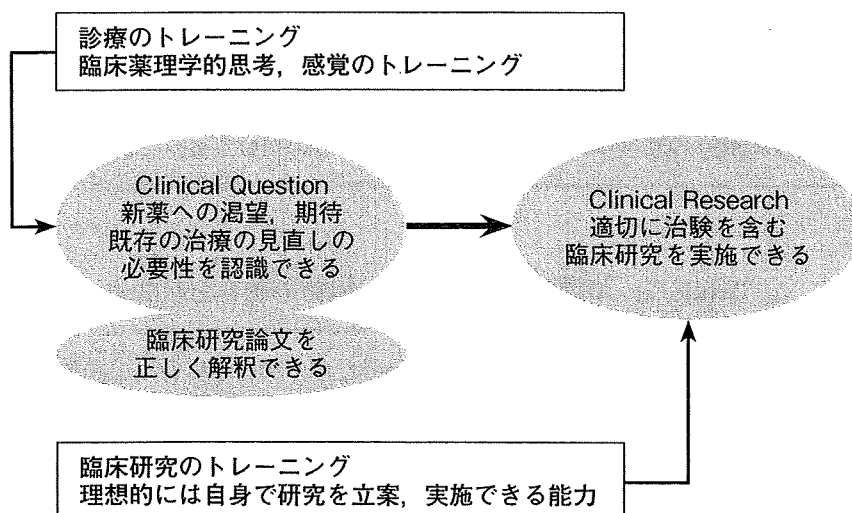 診療のトレーニング
臨床薬理学的思考，感覚のトレーニング
Clinical Question
新薬への渇望，期待
既存の治療の見直しの
必要性を認識できる
Clinical Research
適切に治験を含む
臨床研究を実施できる
臨床研究論文を
正しく解釈できる
臨床研究のトレーニング
理想的には自身で研究を立案，実施できる能力